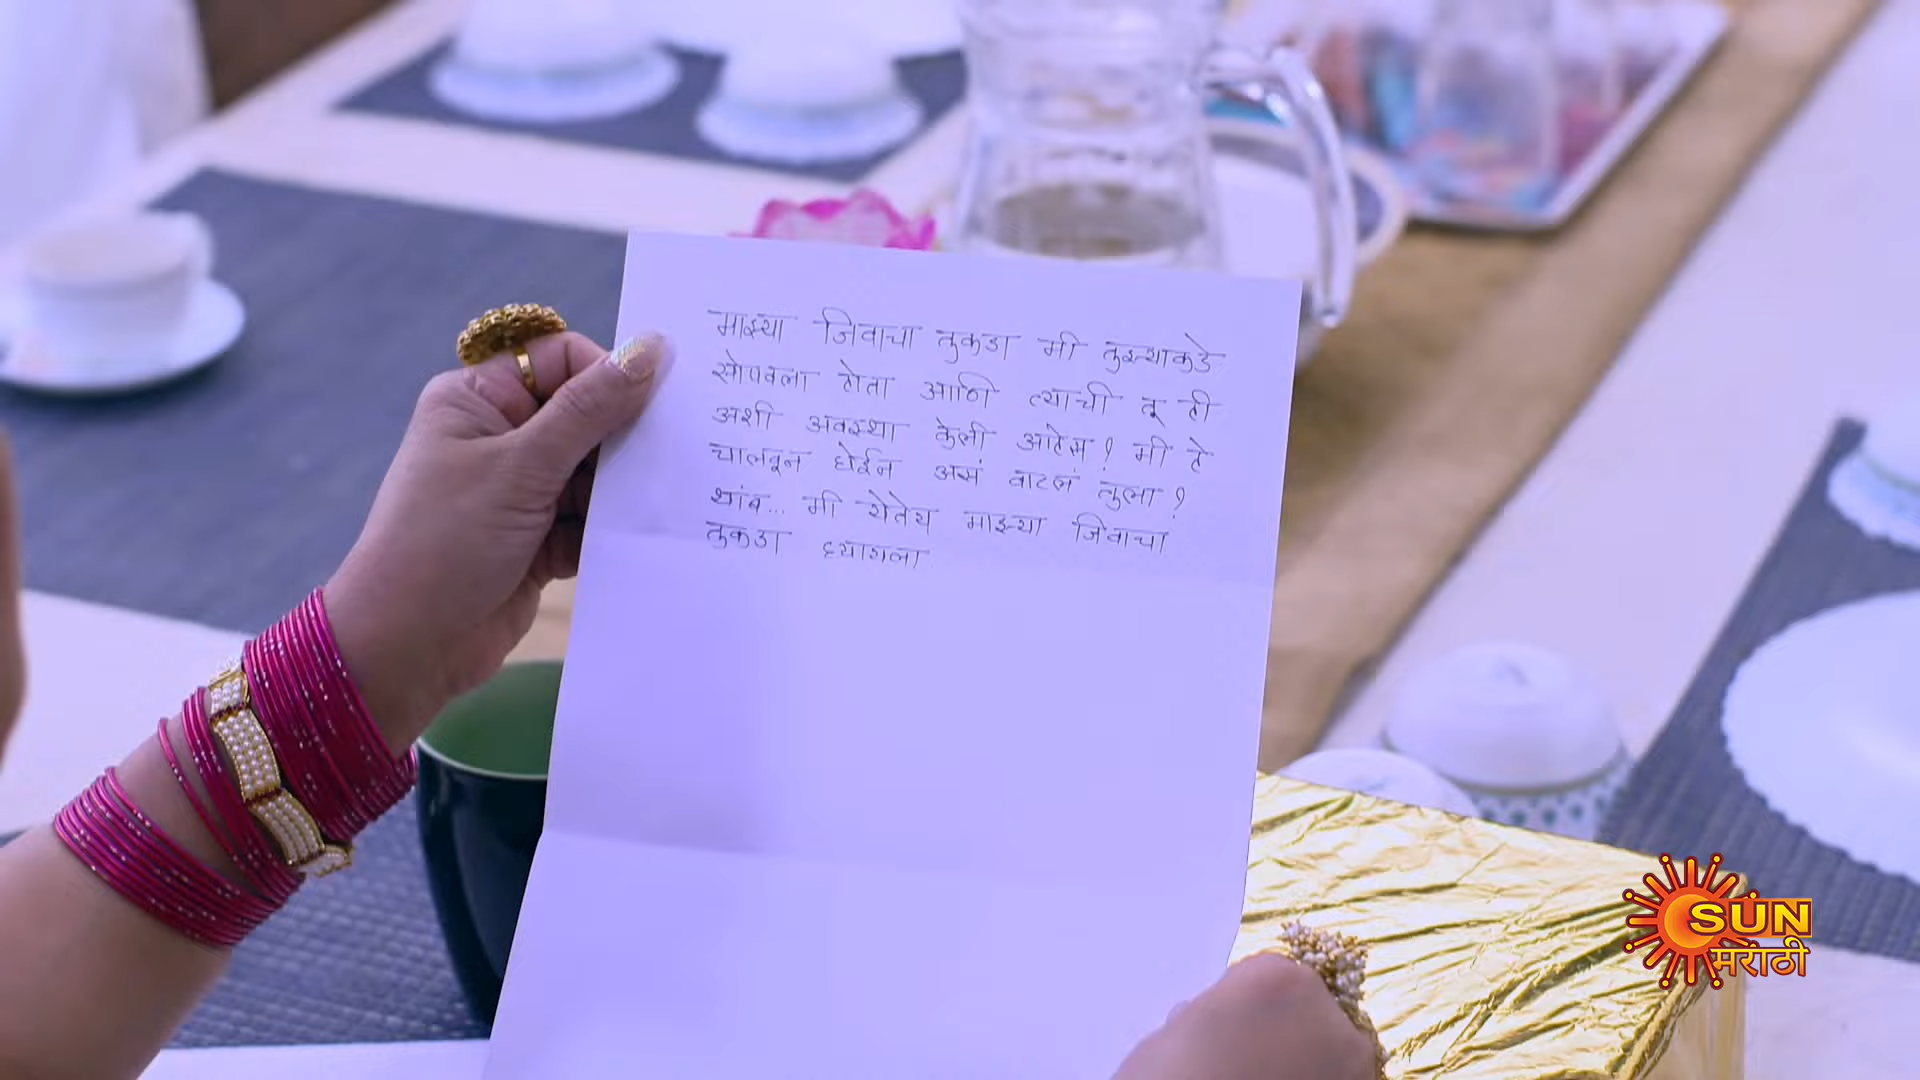 माझ्या जिवाचा तुकडा मी तुझ्याकडे
सोपवला होता आणि त्याची तू ही
अशी अवस्था केली आहेस? मी हे
चालवून घेईन असं वाटलं तुला?
थांब... मी येतेय माझ्या जिवाचा
तुकडा घ्यायला
SUN
मराठी